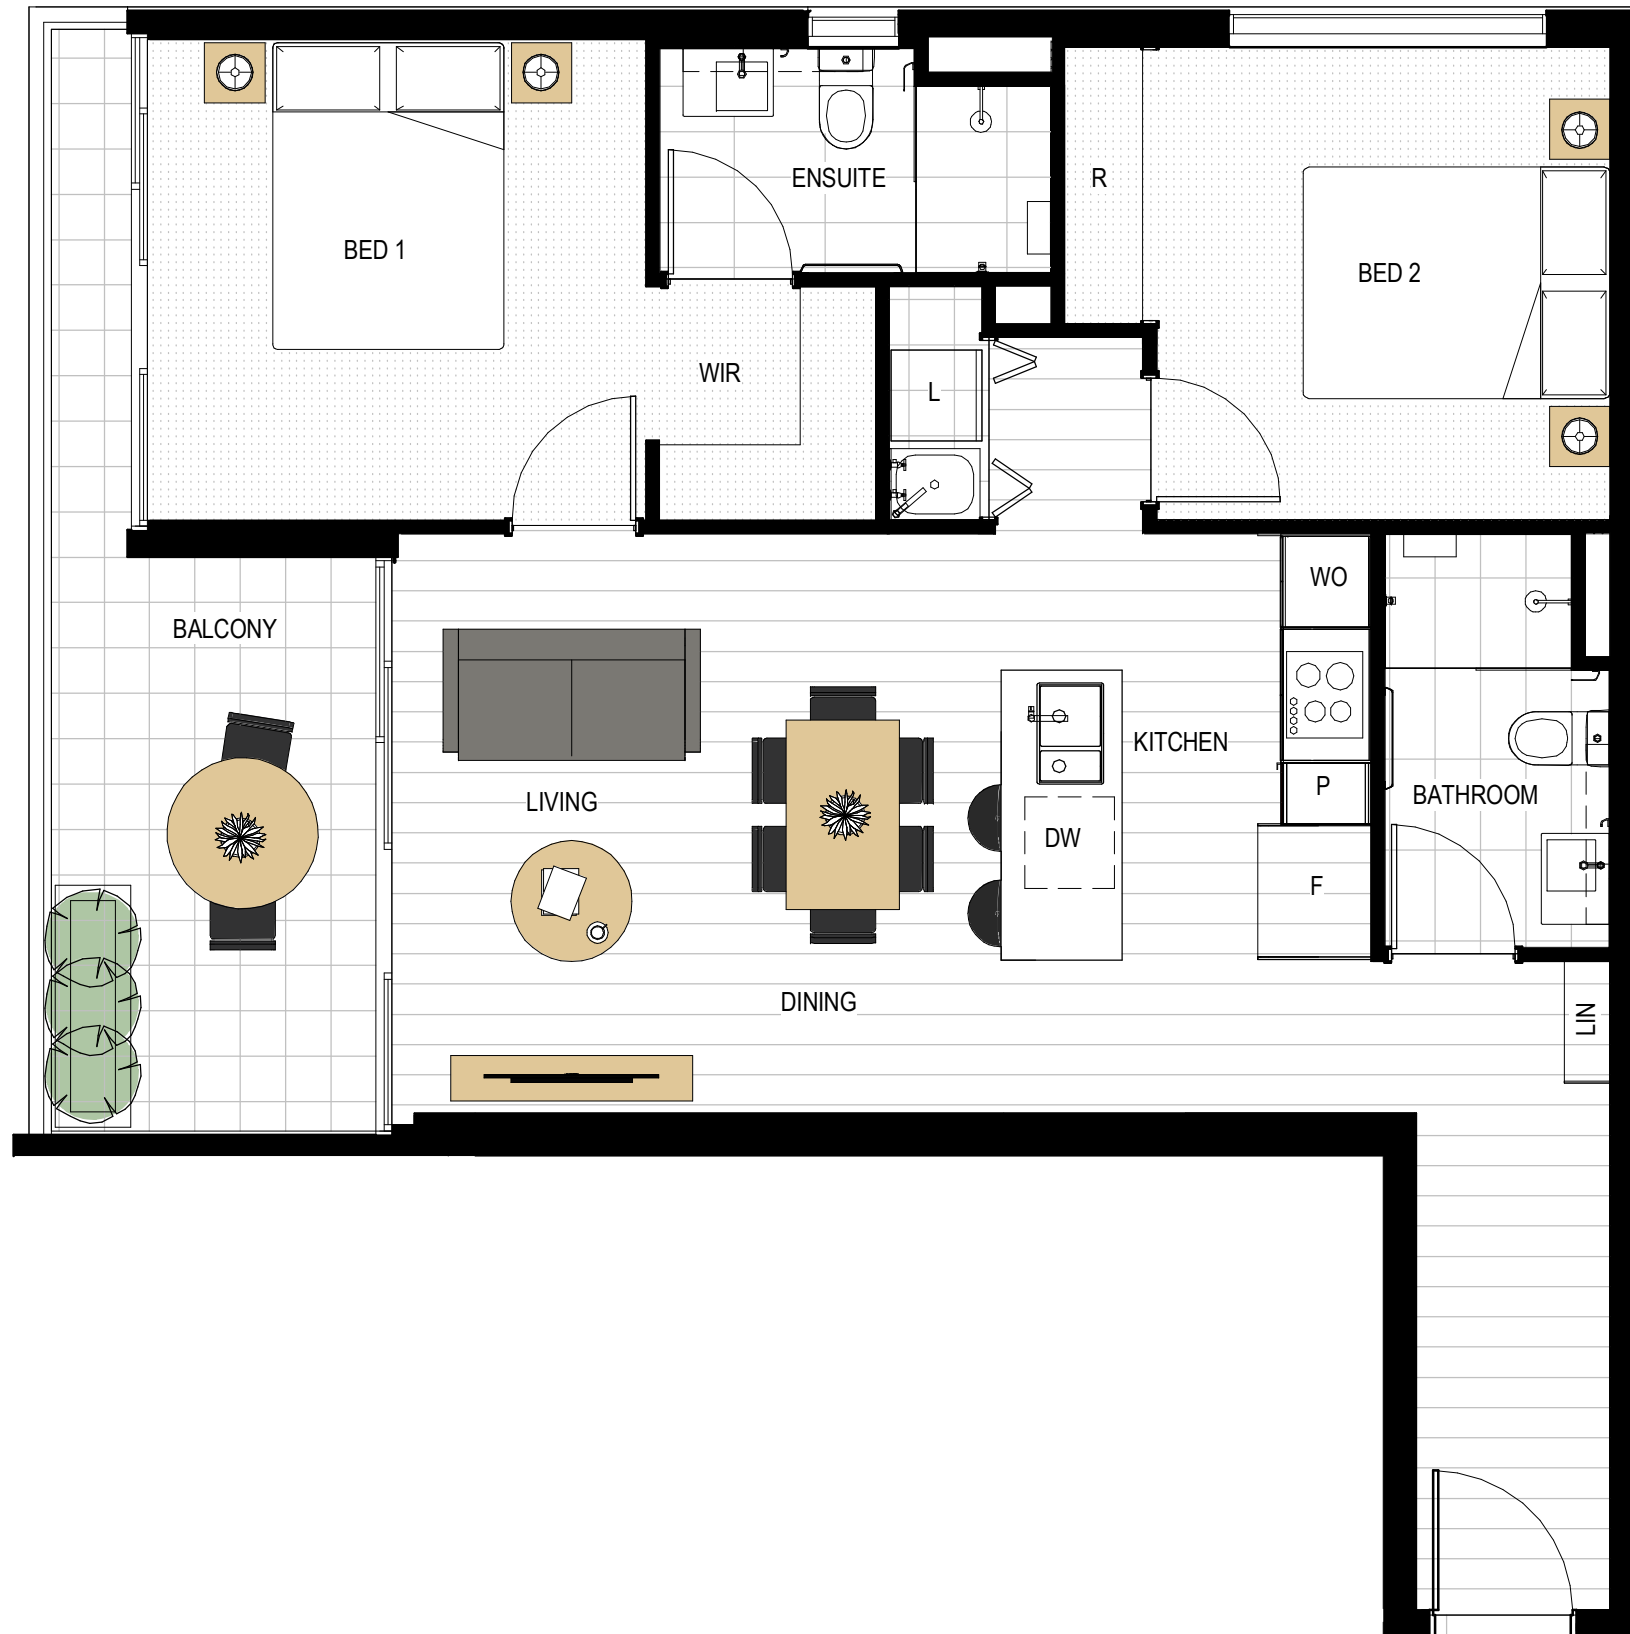 ENSUITE
R
BED 1
BED 2
WIR
L
WO
BALCONY
KITCHEN
P
LIVING
BATHROOM
DW
F
DINING
LIN